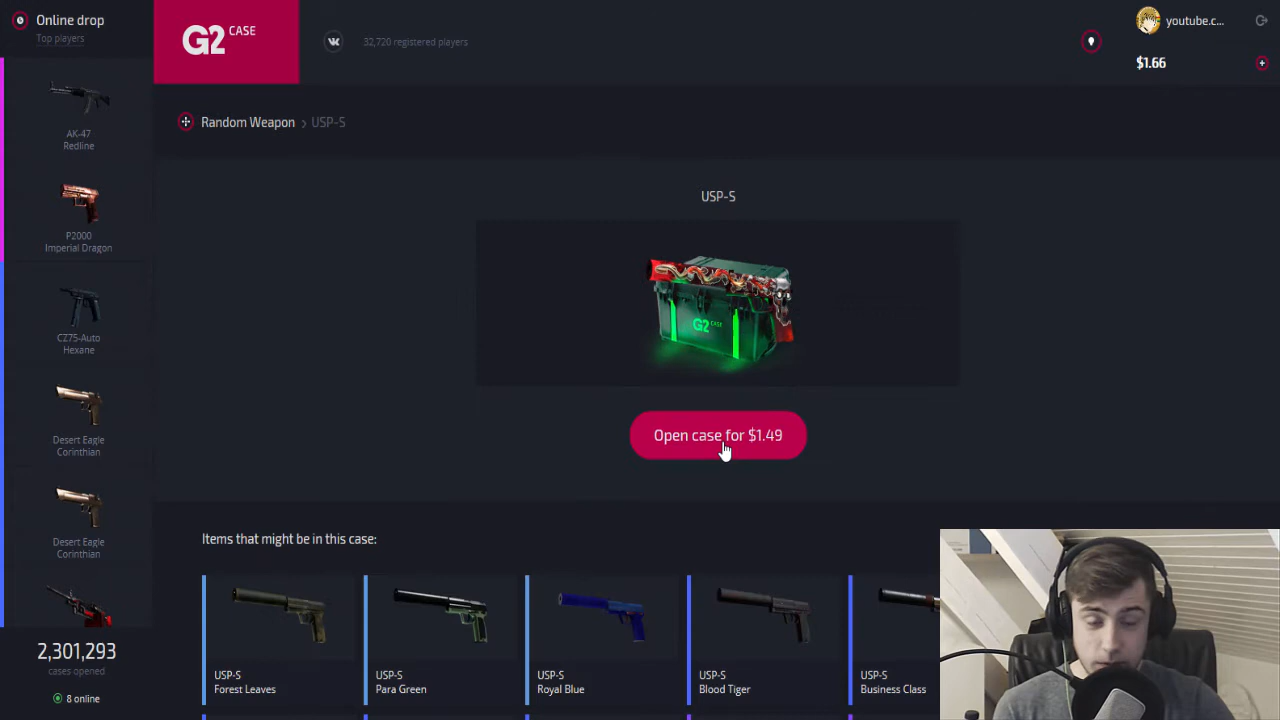 Online drop
Top players
G2 CASE
32,720 registered players
youtube.c...
$1.66
Random Weapon › USP-S
AK-47
Redline
P2000
Imperial Dragon
CZ75-Auto
Hexane
Desert Eagle
Corinthian
Desert Eagle
Corinthian
2,301,293
cases opened
8 online
USP-S
G2 CASE
Open case for $1.49
Items that might be in this case:
USP-S
Forest Leaves
USP-S
Para Green
USP-S
Royal Blue
USP-S
Blood Tiger
USP-S
Business Class